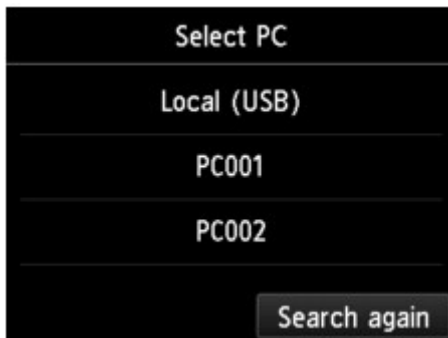 Select PC
Local (USB)
PC001
PC002
Search again